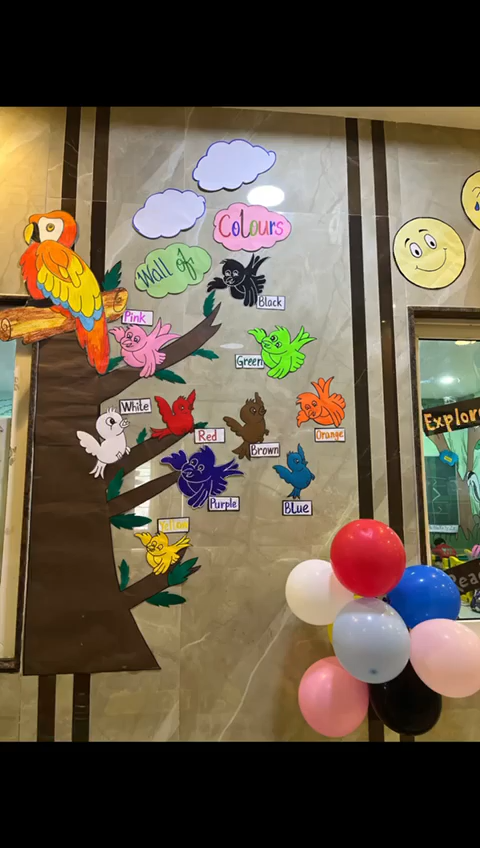 Colours
Wall of
Black
Pink
Green
White
Red
Brown
Orange
Purple
Blue
Yellow
Explor